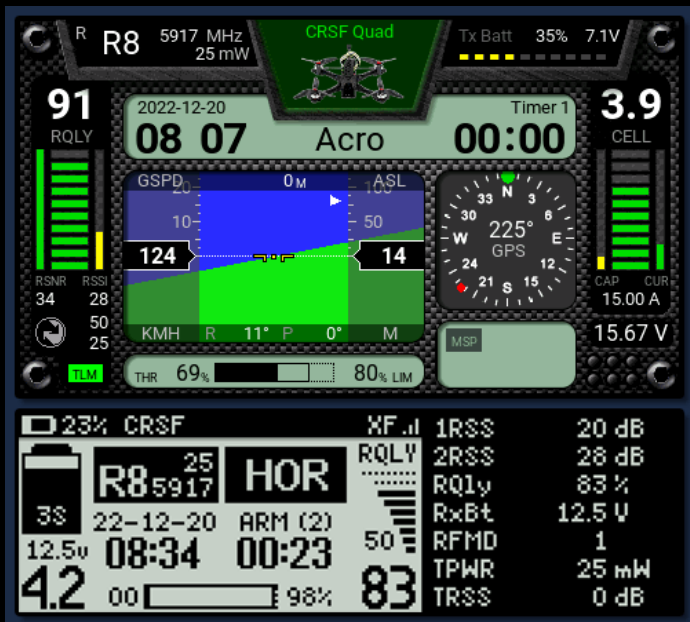 R R8 5917 MHz
25 mW
CRSF Quad
Tx Batt 35% 7.1V
91
RQLY
2022-12-20
08 07
Acro
Timer 1
00:00
3.9
CELL
GSPD 20 0M 100 ASL
10 50
124 14
KMH R 11° P 0° M
N
33 3
30 6
W E
24 12
21 S 15
225°
GPS
RSNR RSSI
34 28
50
25
TLM
CAP CUR
15.00 A
15.67 V
MSP
THR 69% 80% LIM
23% CRSF XF
3S
12.5v
4.2
R8 25
5917
HOR
RQLY
22-12-20 ARM (2)
08:34 00:23
50
00 98%
83
1RSS 20 dB
2RSS 28 dB
RQly 83 %
RxBt 12.5 V
RFMD 1
TPWR 25 mW
TRSS 0 dB